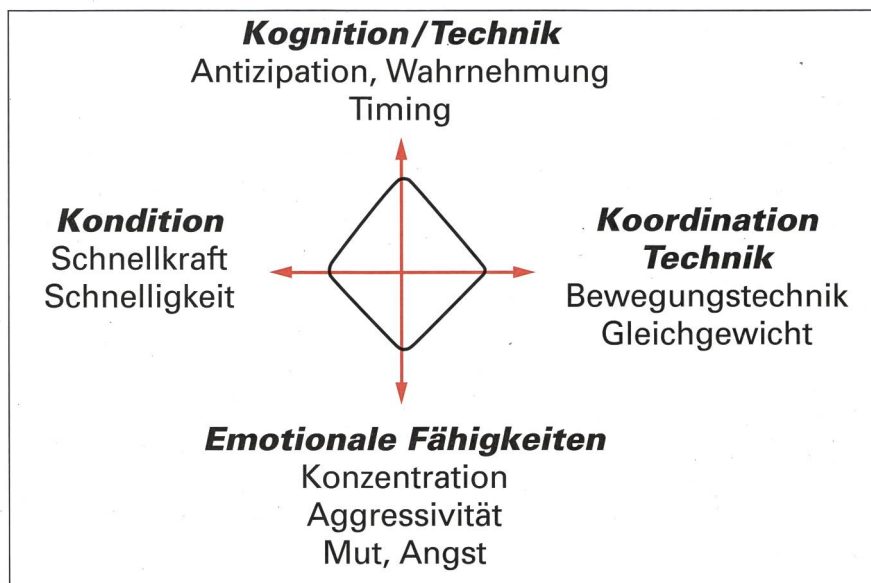 Kognition/Technik
Antizipation, Wahrnehmung
Timing
Kondition
Schnellkraft
Schnelligkeit
Koordination
Technik
Bewegungstechnik
Gleichgewicht
Emotionale Fähigkeiten
Konzentration
Aggressivität
Mut, Angst